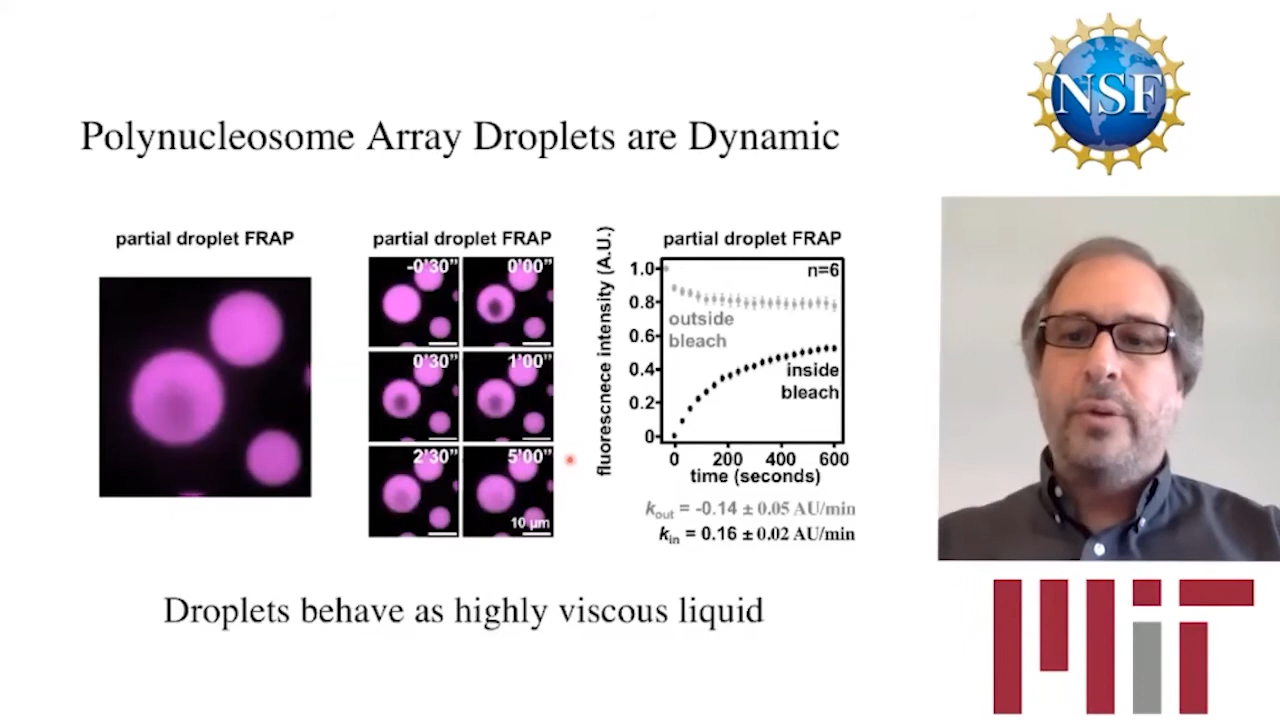 NSF
Polynucleosome Array Droplets are Dynamic
partial droplet FRAP
partial droplet FRAP
-0'30”
0'00”
0'30”
1'00”
2'30”
5'00”
10 µm
partial droplet FRAP
fluorescnece intensity (A.U.)
1.0
0.8
0.6
0.4
0.2
0
n=6
outside
bleach
inside
bleach
0 200 400 600
time (seconds)
kout = -0.14 ± 0.05 AU/min
kin = 0.16 ± 0.02 AU/min
Droplets behave as highly viscous liquid
MIT